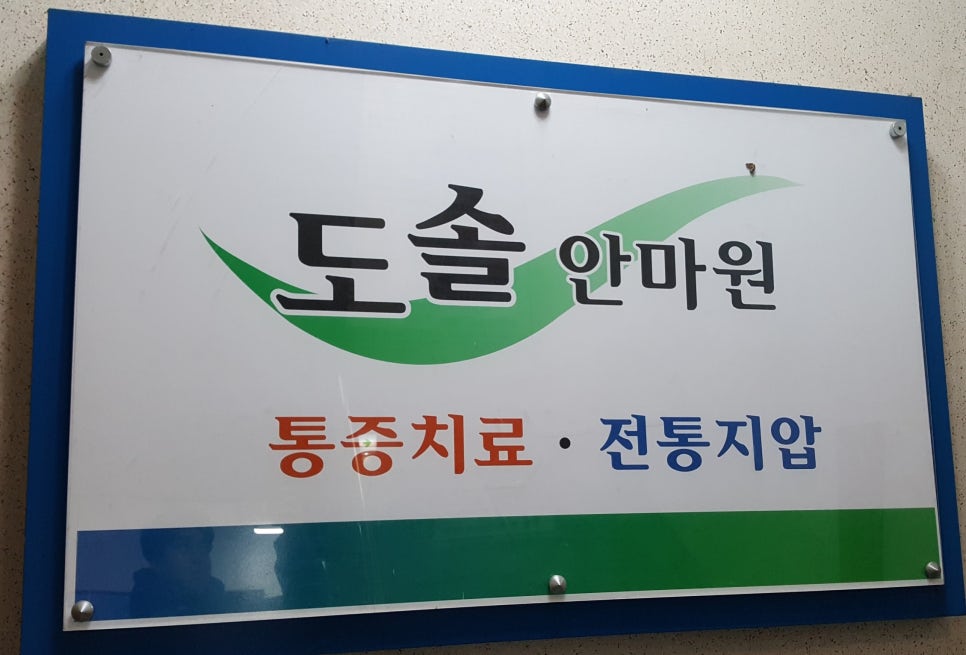 도솔 안마원
통증치료 · 전통지압